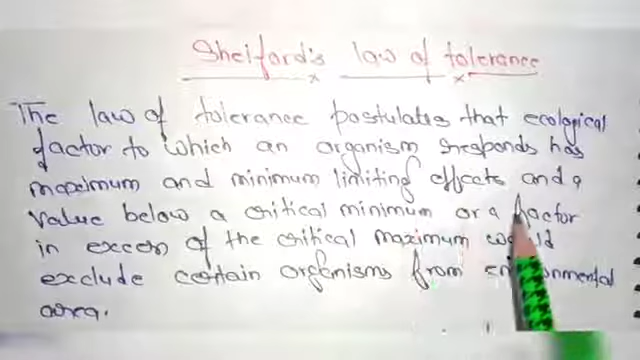 Shelford's law of tolerance
The law of tolerance postulates that ecological
factor to which an organism responds has
maximum and minimum limiting effects and a
value below a critical minimum or a factor
in excess of the critical maximum would
exclude certain organisms from environmental
area.